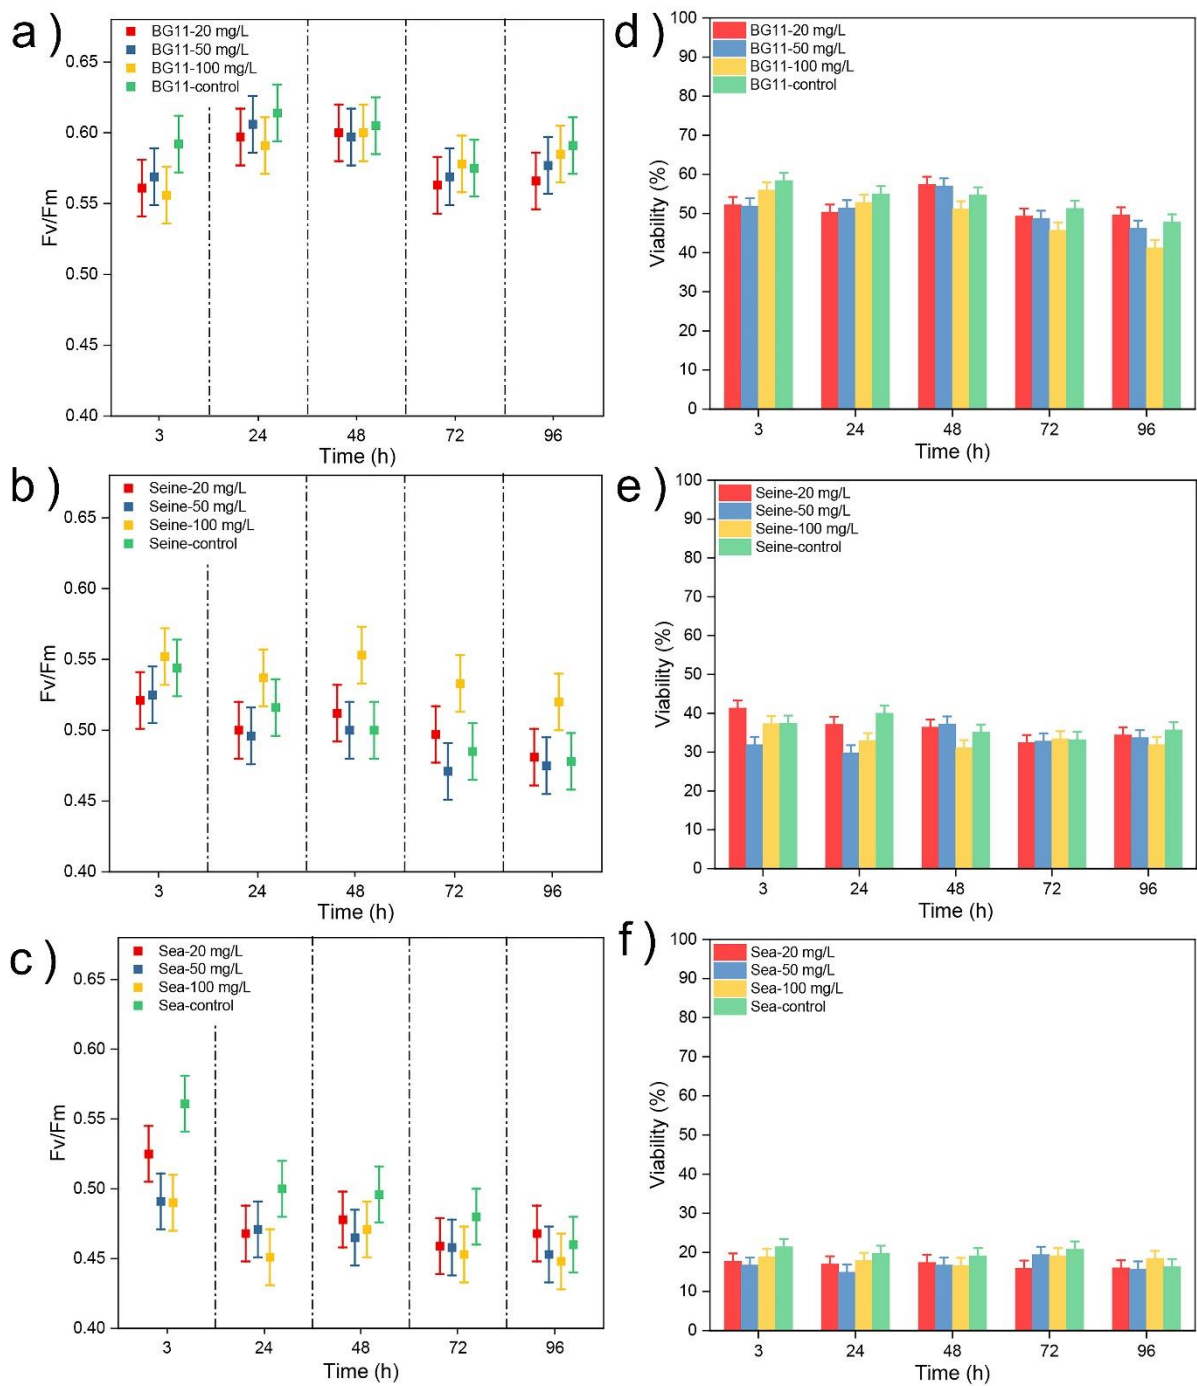 a )
BG11-20 mg/L
BG11-50 mg/L
BG11-100 mg/L
BG11-control
0.65
0.60
0.55
0.50
0.45
0.40
Fv/Fm
3 24 48 72 96
Time (h)
d )
BG11-20 mg/L
BG11-50 mg/L
BG11-100 mg/L
BG11-control
100
90
80
70
60
50
40
30
20
10
0
Viability (%)
3 24 48 72 96
Time (h)
b )
Seine-20 mg/L
Seine-50 mg/L
Seine-100 mg/L
Seine-control
0.65
0.60
0.55
0.50
0.45
0.40
Fv/Fm
3 24 48 72 96
Time (h)
e )
Seine-20 mg/L
Seine-50 mg/L
Seine-100 mg/L
Seine-control
100
90
80
70
60
50
40
30
20
10
0
Viability (%)
3 24 48 72 96
Time (h)
c )
Sea-20 mg/L
Sea-50 mg/L
Sea-100 mg/L
Sea-control
0.65
0.60
0.55
0.50
0.45
0.40
Fv/Fm
3 24 48 72 96
Time (h)
f )
Sea-20 mg/L
Sea-50 mg/L
Sea-100 mg/L
Sea-control
100
90
80
70
60
50
40
30
20
10
0
Viability (%)
3 24 48 72 96
Time (h)